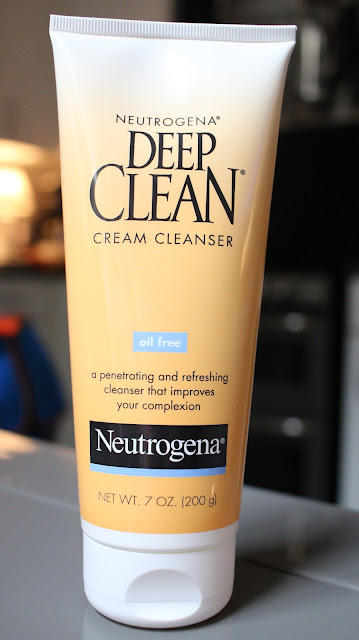 NEUTROGENA®
DEEP
CLEAN®
CREAM CLEANSER
oil free
a penetrating and refreshing
cleanser that improves
your complexion
Neutrogena®
NET WT. 7 OZ. (200 g)